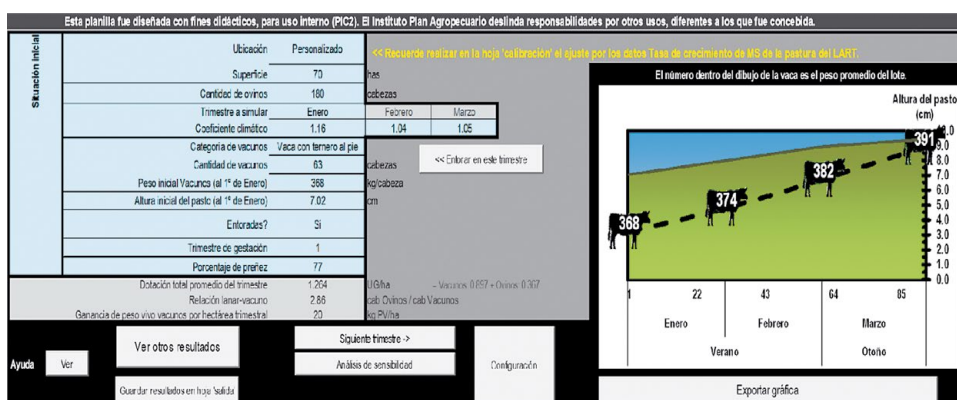 Esta planilla fue diseñada con fines didácticos, para uso interno (PIC2). El Instituto Plan Agropecuario deslinda responsabilidades por otros usos, diferentes a los que fue concebida.
Situación Inicial
Ubicación Personalizado
<< Recuerde realizar en la hoja 'calibración' el ajuste por los datos Tasa de crecimiento de MS de la pastura del LART.
Superficie 70 has
Cantidad de ovinos 180 cabezas
Trimestre a simular Enero Febrero Marzo
Coeficiente climático 1.16 1.04 1.05
Categoría de vacunos Vaca con ternero al pie
Cantidad de vacunos 63 cabezas
<< Entorar en este trimestre
Peso inicial Vacunos (al 1º de Enero) 368 kg/cabeza
Altura inicial del pasto (al 1º de Enero) 7.02 cm
Entoradas? Si
Trimestre de gestación 1
Porcentaje de preñez 77
Dotación total promedio del trimestre 1.264 UG/ha = Vacunos: 0.897 + Ovinos: 0.367
Relación lanar-vacuno 2.86 cab Ovinos / cab Vacunos
Ganancia de peso vivo vacunos por hectárea trimestral 20 kg PV/ha
Ayuda
Ver
Ver otros resultados
Guardar resultados en hoja 'salida'
Siguiente trimestre ->
Análisis de sensibilidad
Configuración
El número dentro del dibujo de la vaca es el peso promedio del lote.
Altura del pasto
(cm)
368
374
382
391
9.0
8.0
7.0
6.0
5.0
4.0
3.0
2.0
1.0
0.0
1 22 43 64 85
Enero Febrero Marzo
Verano Otoño
Exportar gráfica